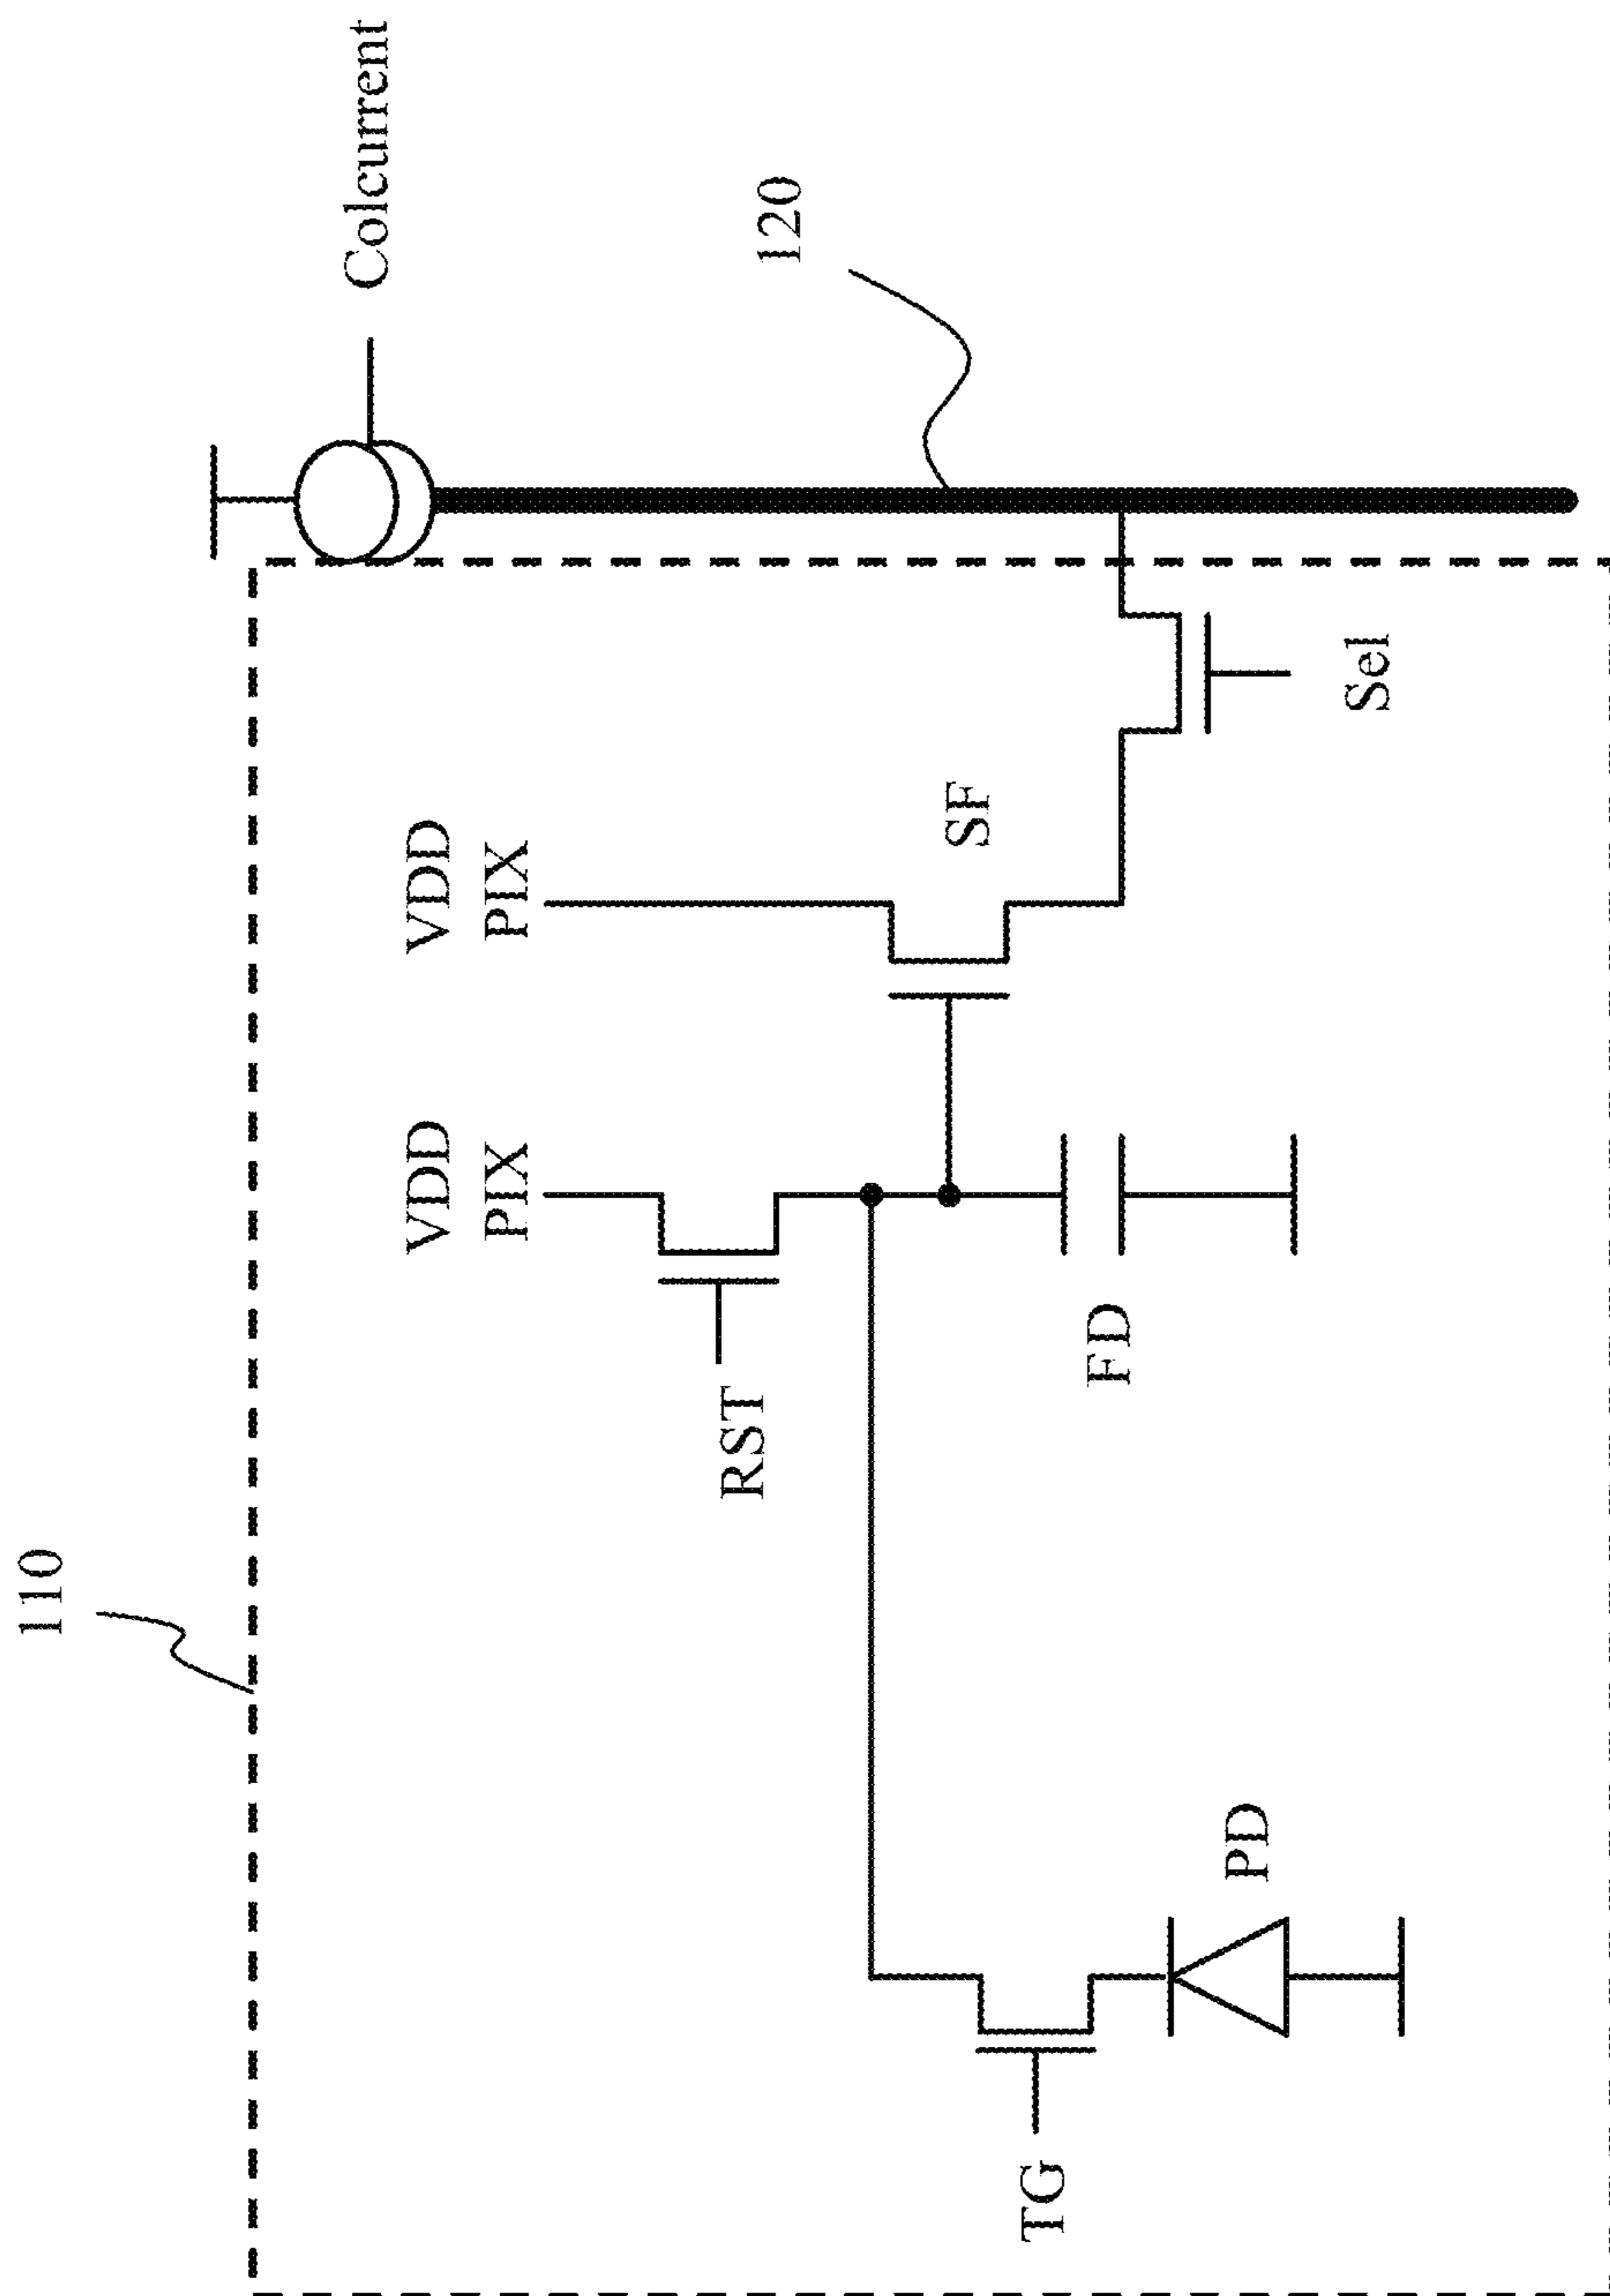 110
Colcurrent
120
VDD
PIX
VDD
PIX
RST
SF
Sel
FD
TG
PD